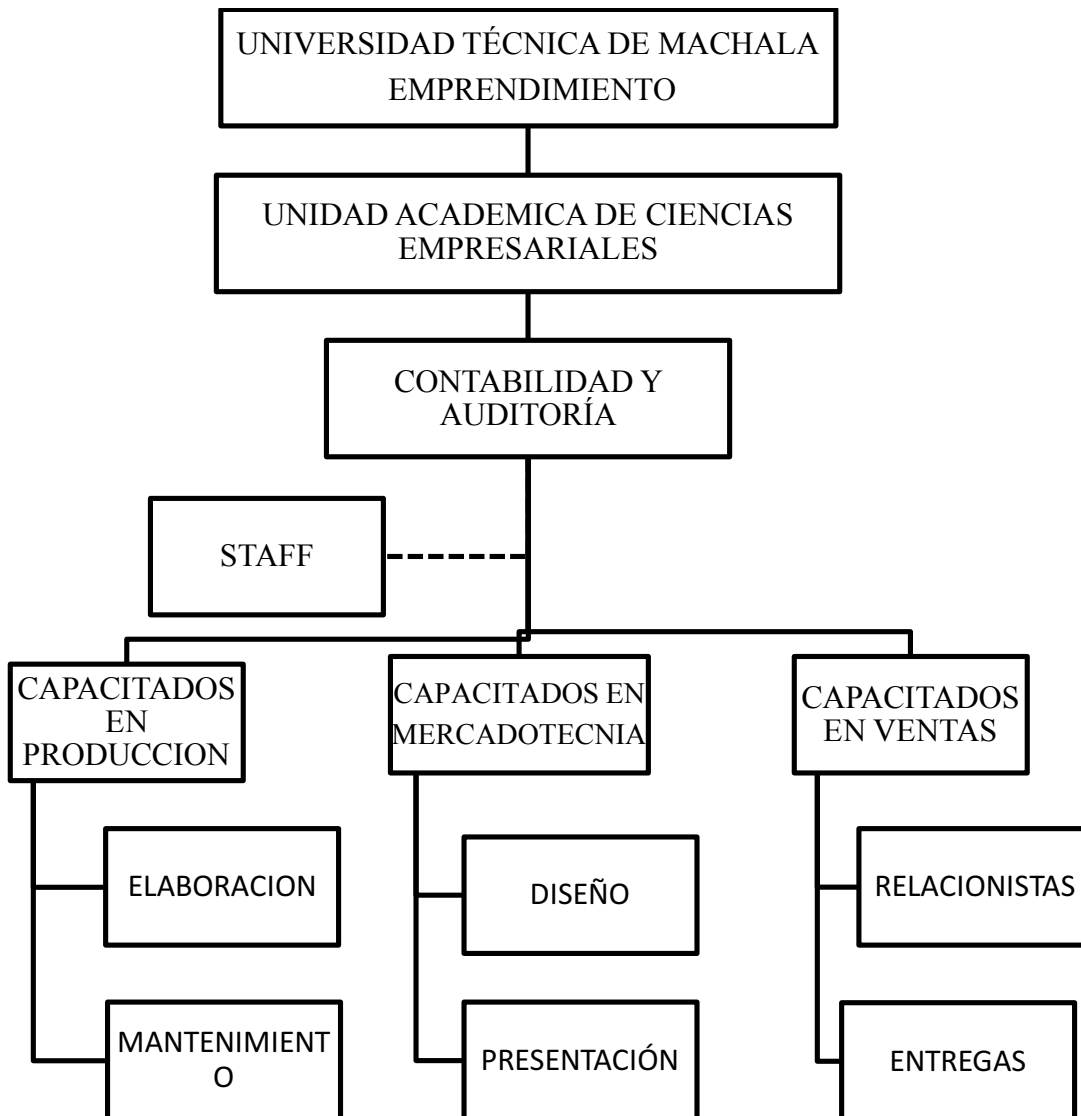 UNIVERSIDAD TÉCNICA DE MACHALA
EMPRENDIMIENTO
UNIDAD ACADEMICA DE CIENCIAS
EMPRESARIALES
CONTABILIDAD Y
AUDITORÍA
STAFF
CAPACITADOS
EN
PRODUCCION
CAPACITADOS EN
MERCADOTECNIA
CAPACITADOS
EN VENTAS
ELABORACION
DISEÑO
RELACIONISTAS
MANTENIMIENT
O
PRESENTACIÓN
ENTREGAS